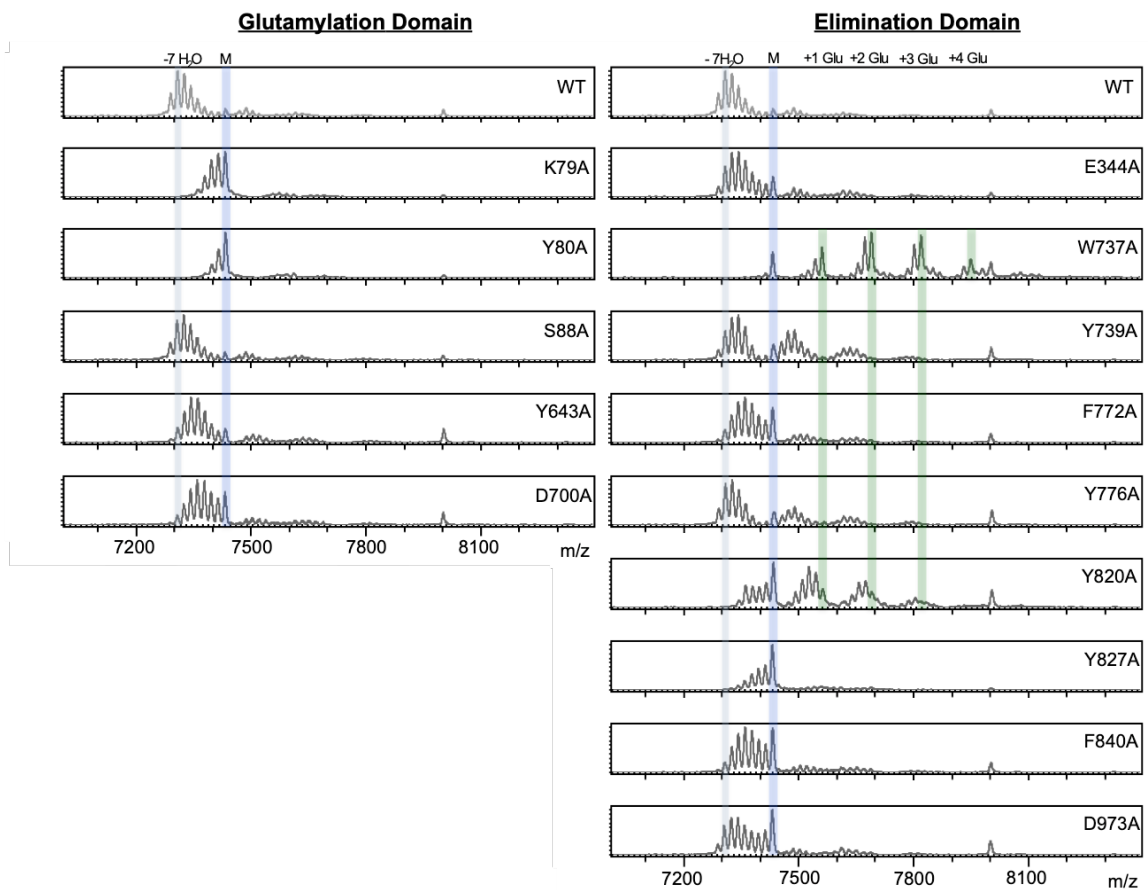 Glutamylation Domain
-7 H2O M
WT
K79A
Y80A
S88A
Y643A
D700A
7200 7500 7800 8100 m/z
Elimination Domain
- 7H2O M +1 Glu +2 Glu +3 Glu +4 Glu
WT
E344A
W737A
Y739A
F772A
Y776A
Y820A
Y827A
F840A
D973A
7200 7500 7800 8100 m/z